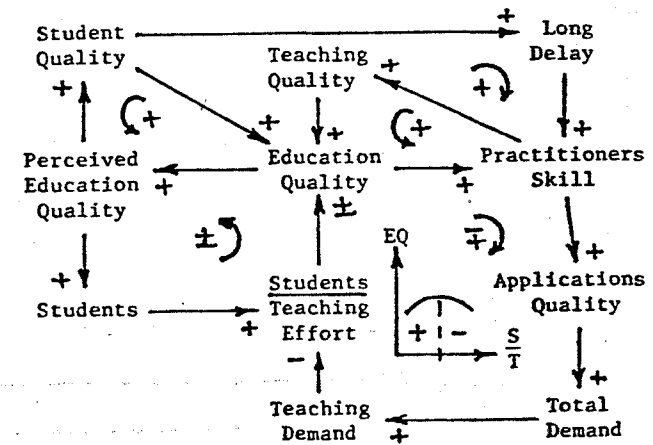 Student
Quality
+
Long
Delay
Teaching
Quality
+
+
+
+
+
+
+
+
Perceived
Education
Quality
+
Education
Quality
+
Practitioners
Skill
±
±
EQ
∓
+
+
Students
+
Students
Teaching
Effort
+ -
S
T
Applications
Quality
-
+
Teaching
Demand
+
Total
Demand